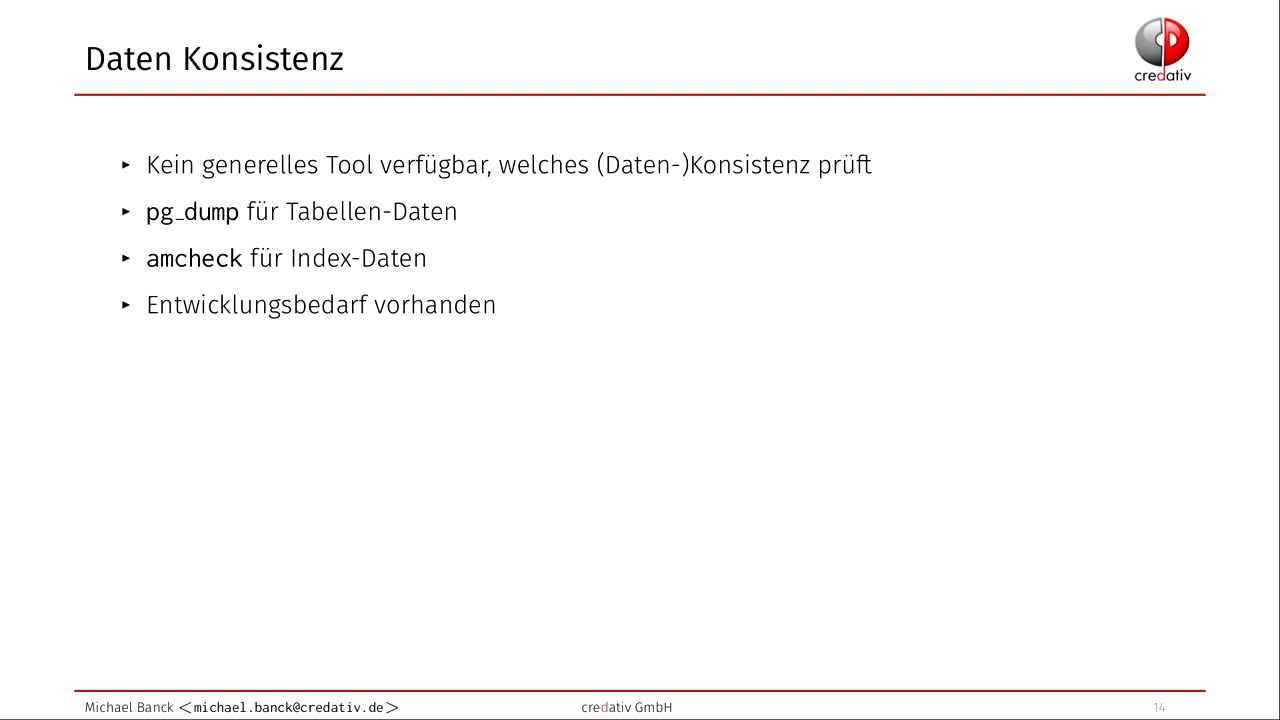 Daten Konsistenz
credativ
▸ Kein generelles Tool verfügbar, welches (Daten-)Konsistenz prüft
▸ pg_dump für Tabellen-Daten
▸ amcheck für Index-Daten
▸ Entwicklungsbedarf vorhanden
Michael Banck <michael.banck@credativ.de> credativ GmbH 14